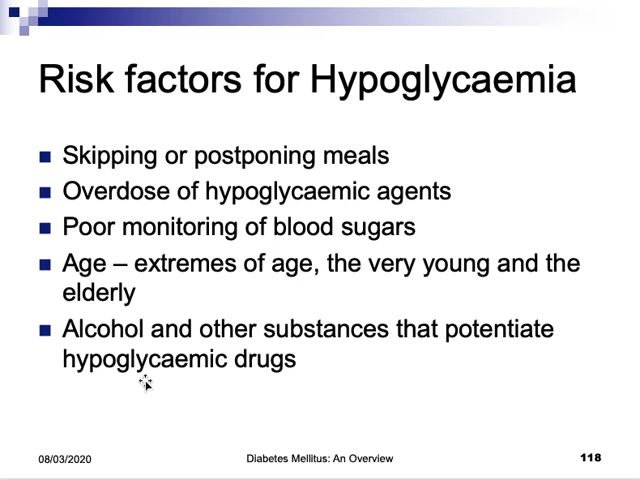 Risk factors for Hypoglycaemia
Skipping or postponing meals
Overdose of hypoglycaemic agents
Poor monitoring of blood sugars
Age – extremes of age, the very young and the
elderly
Alcohol and other substances that potentiate
hypoglycaemic drugs
08/03/2020
Diabetes Mellitus: An Overview
118